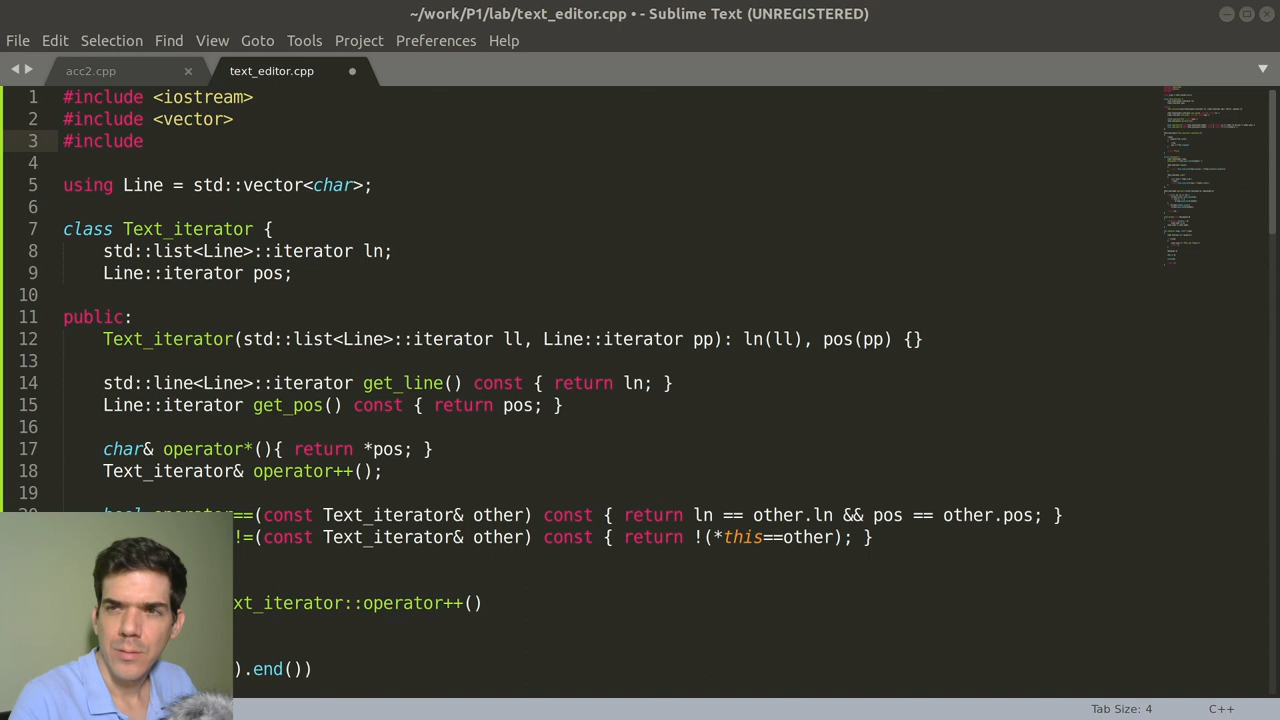 ~/work/P1/lab/text_editor.cpp • - Sublime Text (UNREGISTERED)
File Edit Selection Find View Goto Tools Project Preferences Help
acc2.cpp × text_editor.cpp
1 #include <iostream>
2 #include <vector>
3 #include
4
5 using Line = std::vector<char>;
6
7 class Text_iterator {
8 std::list<Line>::iterator ln;
9 Line::iterator pos;
10
11 public:
12 Text_iterator(std::list<Line>::iterator ll, Line::iterator pp): ln(ll), pos(pp) {}
13
14 std::line<Line>::iterator get_line() const { return ln; }
15 Line::iterator get_pos() const { return pos; }
16
17 char& operator*(){ return *pos; }
18 Text_iterator& operator++();
19
20 bool operator==(const Text_iterator& other) const { return ln == other.ln && pos == other.pos; }
!=(const Text_iterator& other) const { return !(*this==other); }
xt_iterator::operator++()
).end())
Tab Size: 4 C++